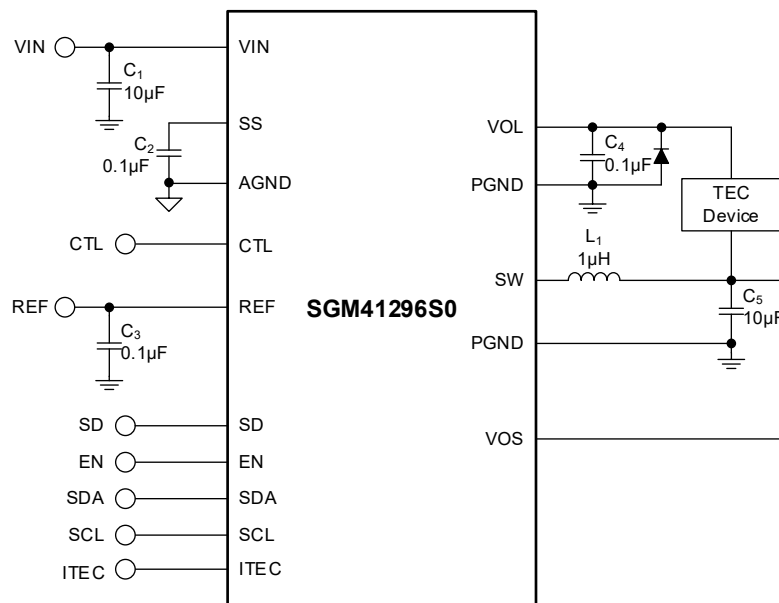 VIN
VIN
C₁
10µF
SS
C₂
0.1µF
AGND
CTL
CTL
REF
REF
C₃
0.1µF
SGM41296S0
SD
SD
EN
EN
SDA
SDA
SCL
SCL
ITEC
ITEC
VOL
C₄
0.1µF
PGND
TEC
Device
L₁
1µH
SW
C₅
10µF
PGND
VOS